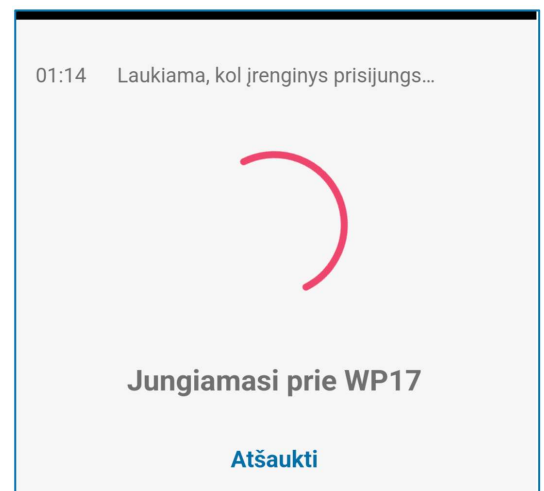 01:14 Laukiama, kol įrenginys prisijungs…
Jungiamasi prie WP17
Atšaukti